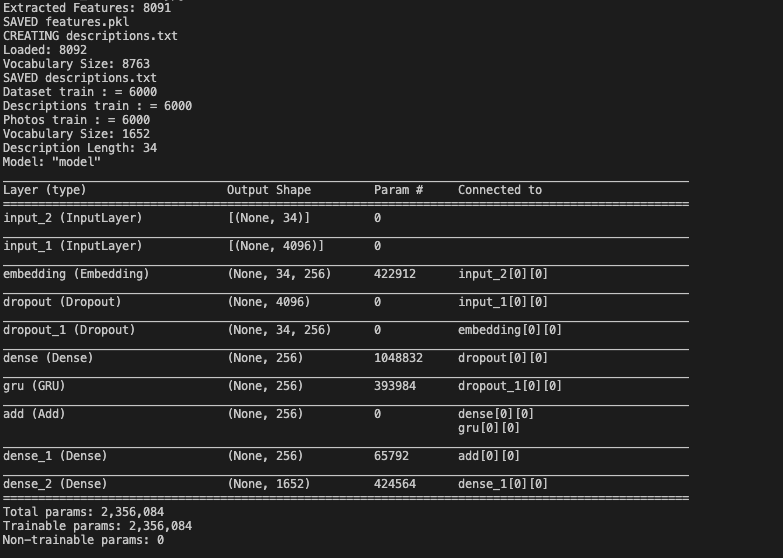 Extracted Features: 8091
SAVED features.pkl
CREATING descriptions.txt
Loaded: 8092
Vocabulary Size: 8763
SAVED descriptions.txt
Dataset train : = 6000
Descriptions train : = 6000
Photos train : = 6000
Vocabulary Size: 1652
Description Length: 34
Model: "model"
Layer (type) Output Shape Param # Connected to
input_2 (InputLayer) [(None, 34)] 0
input_1 (InputLayer) [(None, 4096)] 0
embedding (Embedding) (None, 34, 256) 422912 input_2[0][0]
dropout (Dropout) (None, 4096) 0 input_1[0][0]
dropout_1 (Dropout) (None, 34, 256) 0 embedding[0][0]
dense (Dense) (None, 256) 1048832 dropout[0][0]
gru (GRU) (None, 256) 393984 dropout_1[0][0]
add (Add) (None, 256) 0 dense[0][0]
gru[0][0]
dense_1 (Dense) (None, 256) 65792 add[0][0]
dense_2 (Dense) (None, 1652) 424564 dense_1[0][0]
Total params: 2,356,084
Trainable params: 2,356,084
Non-trainable params: 0